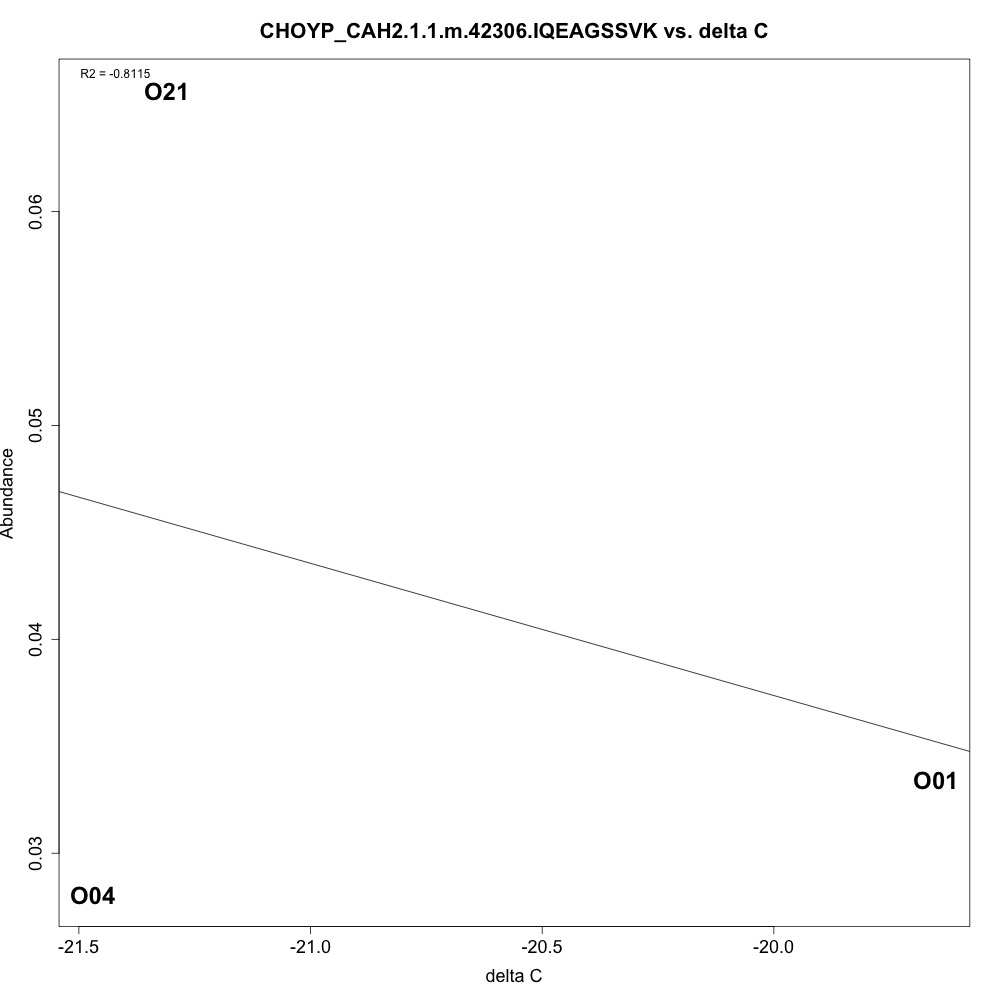 CHOYP_CAH2.1.1.m.42306.IQEAGSSVK vs. delta C
R2 = -0.8115
O21
0.06
0.05
Abundance
0.04
O01
0.03
O04
-21.5 -21.0 -20.5 -20.0
delta C